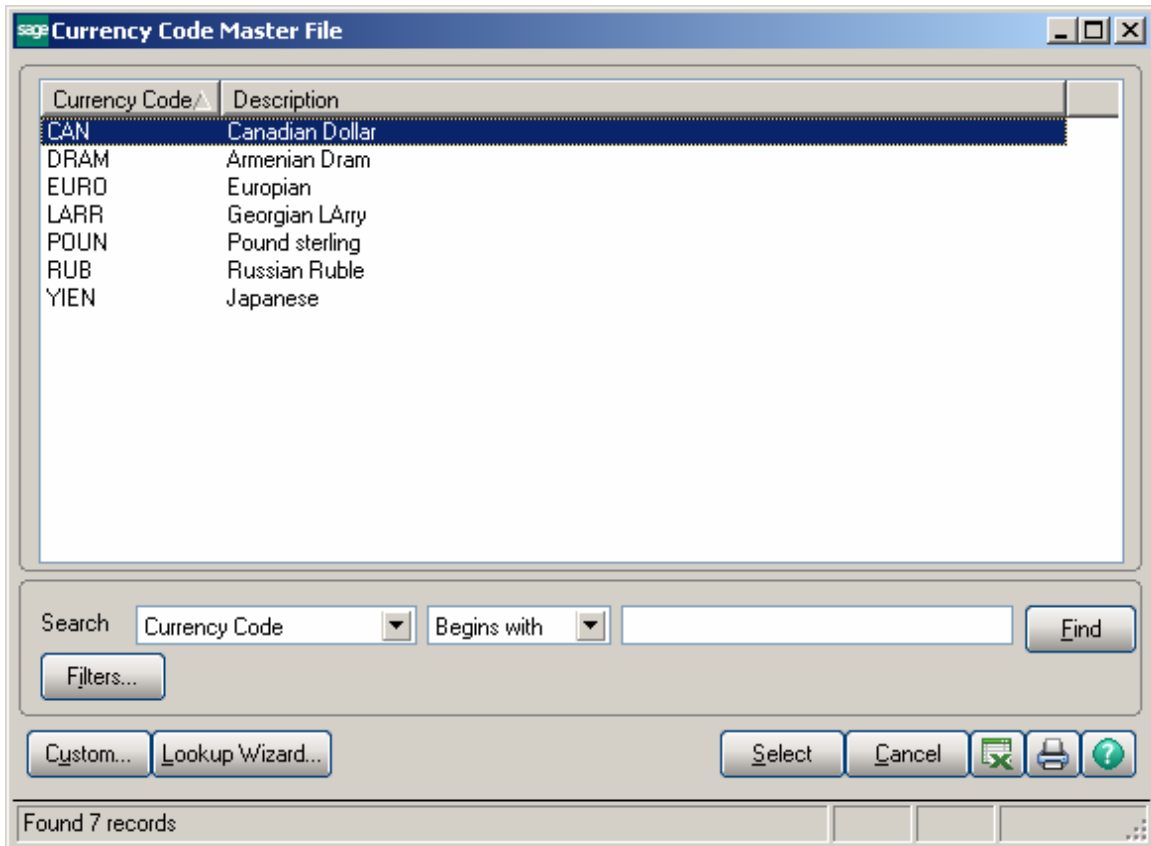 sage Currency Code Master File
Currency Code Description
CAN Canadian Dollar
DRAM Armenian Dram
EURO Europian
LARR Georgian LArry
POUN Pound sterling
RUB Russian Ruble
YIEN Japanese
Search Currency Code Begins with Find
Filters...
Custom... Lookup Wizard... Select Cancel ?
Found 7 records